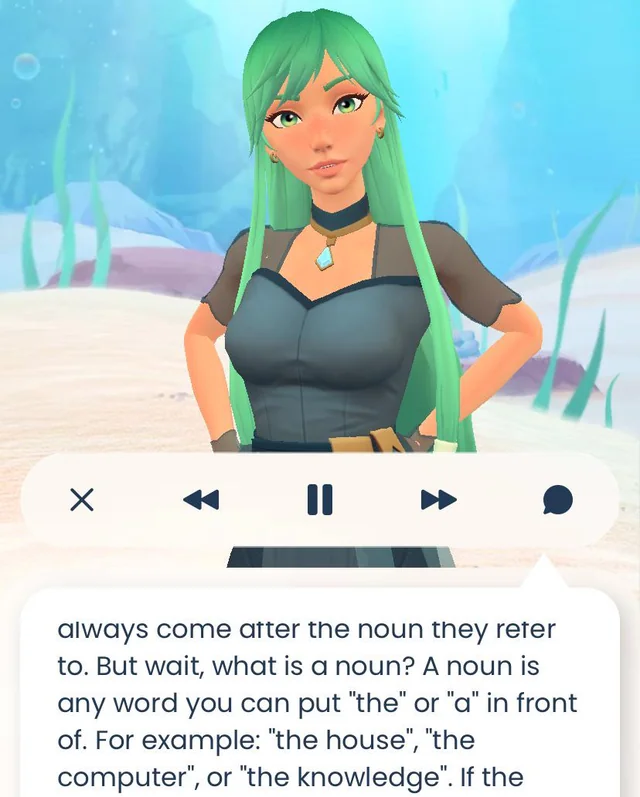 always come after the noun they refer
to. But wait, what is a noun? A noun is
any word you can put "the" or "a" in front
of. For example: "the house", "the
computer", or "the knowledge". If the